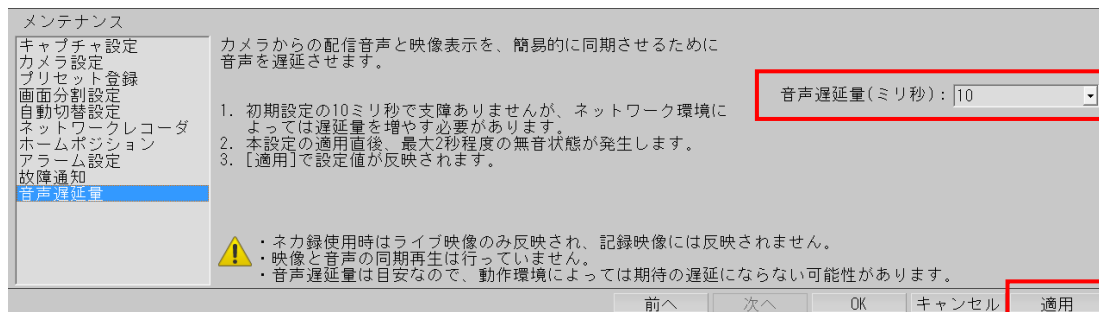 メンテナンス
キャプチャ設定
カメラ設定
プリセット登録
画面分割設定
自動切替設定
ネットワークレコーダ
ホームポジション
アラーム設定
故障通知
音声遅延量
カメラからの配信音声と映像表示を、簡易的に同期させるために
音声を遅延させます。
音声遅延量(ミリ秒)：10
1. 初期設定の10ミリ秒で支障ありませんが、ネットワーク環境に
よっては遅延量を増やす必要があります。
2. 本設定の適用直後、最大2秒程度の無音状態が発生します。
3. [適用]で設定値が反映されます。
・ネカ録使用時はライブ映像のみ反映され、記録映像には反映されません。
・映像と音声の同期再生は行っていません。
・音声遅延量は目安なので、動作環境によっては期待の遅延にならない可能性があります。
前へ 次へ OK キャンセル 適用